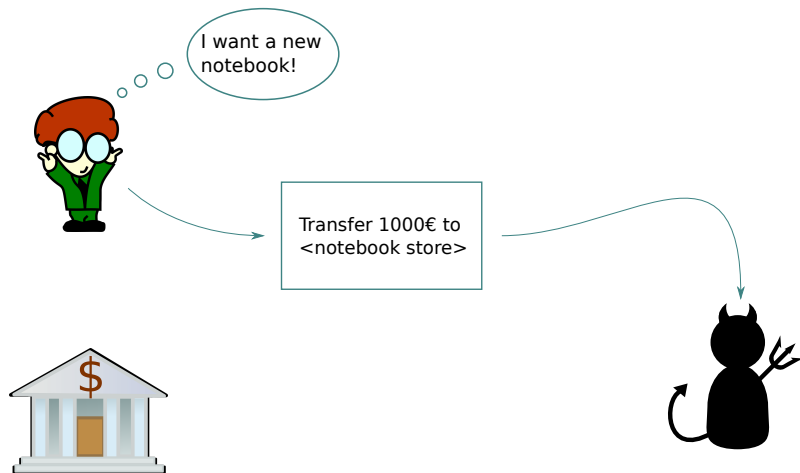 I want a new
notebook!
Transfer 1000€ to
<notebook store>
$